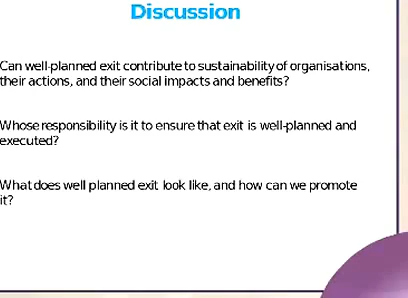 Discussion
Can well-planned exit contribute to sustainability of organisations,
their actions, and their social impacts and benefits?
Whose responsibility is it to ensure that exit is well-planned and
executed?
What does well planned exit look like, and how can we promote
it?